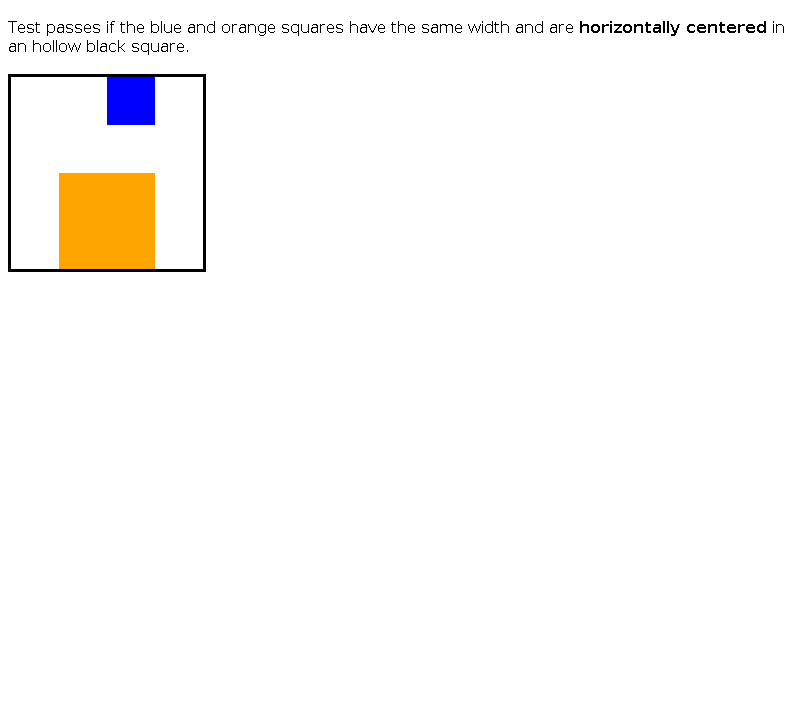 Test passes if the blue and orange squares have the same width and are horizontally centered in
an hollow black square.